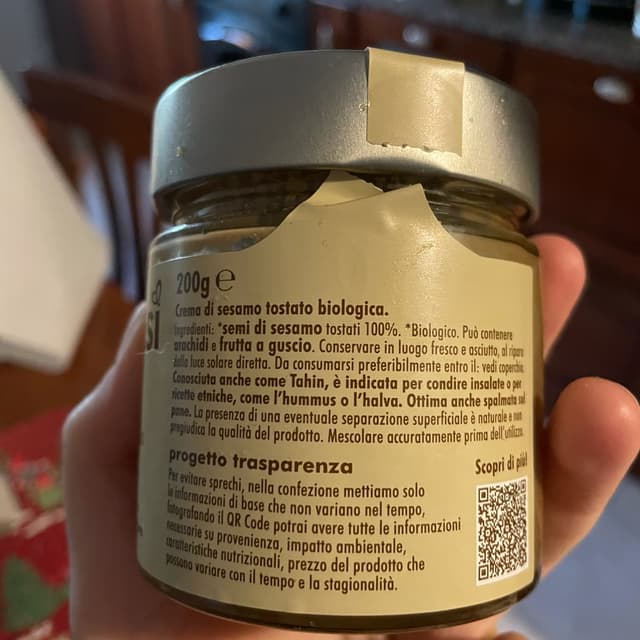 SI
200g ℮
Crema di sesamo tostato biologica.
Ingredienti: *semi di sesamo tostati 100%. *Biologico. Può contenere
arachidi e frutta a guscio. Conservare in luogo fresco e asciutto, al riparo
dalla luce solare diretta. Da consumarsi preferibilmente entro il: vedi coperchio.
Conosciuta anche come Tahin, è indicata per condire insalate o per
ricette etniche, come l'hummus o l'halva. Ottima anche spalmata sul
pane. La presenza di una eventuale separazione superficiale è naturale e non
pregiudica la qualità del prodotto. Mescolare accuratamente prima dell'utilizzo.
progetto trasparenza
Scopri di più!
Per evitare sprechi, nella confezione mettiamo solo
le informazioni di base che non variano nel tempo,
fotografando il QR Code potrai avere tutte le informazioni
necessarie su provenienza, impatto ambientale,
caratteristiche nutrizionali, prezzo del prodotto che
possono variare con il tempo e la stagionalità.